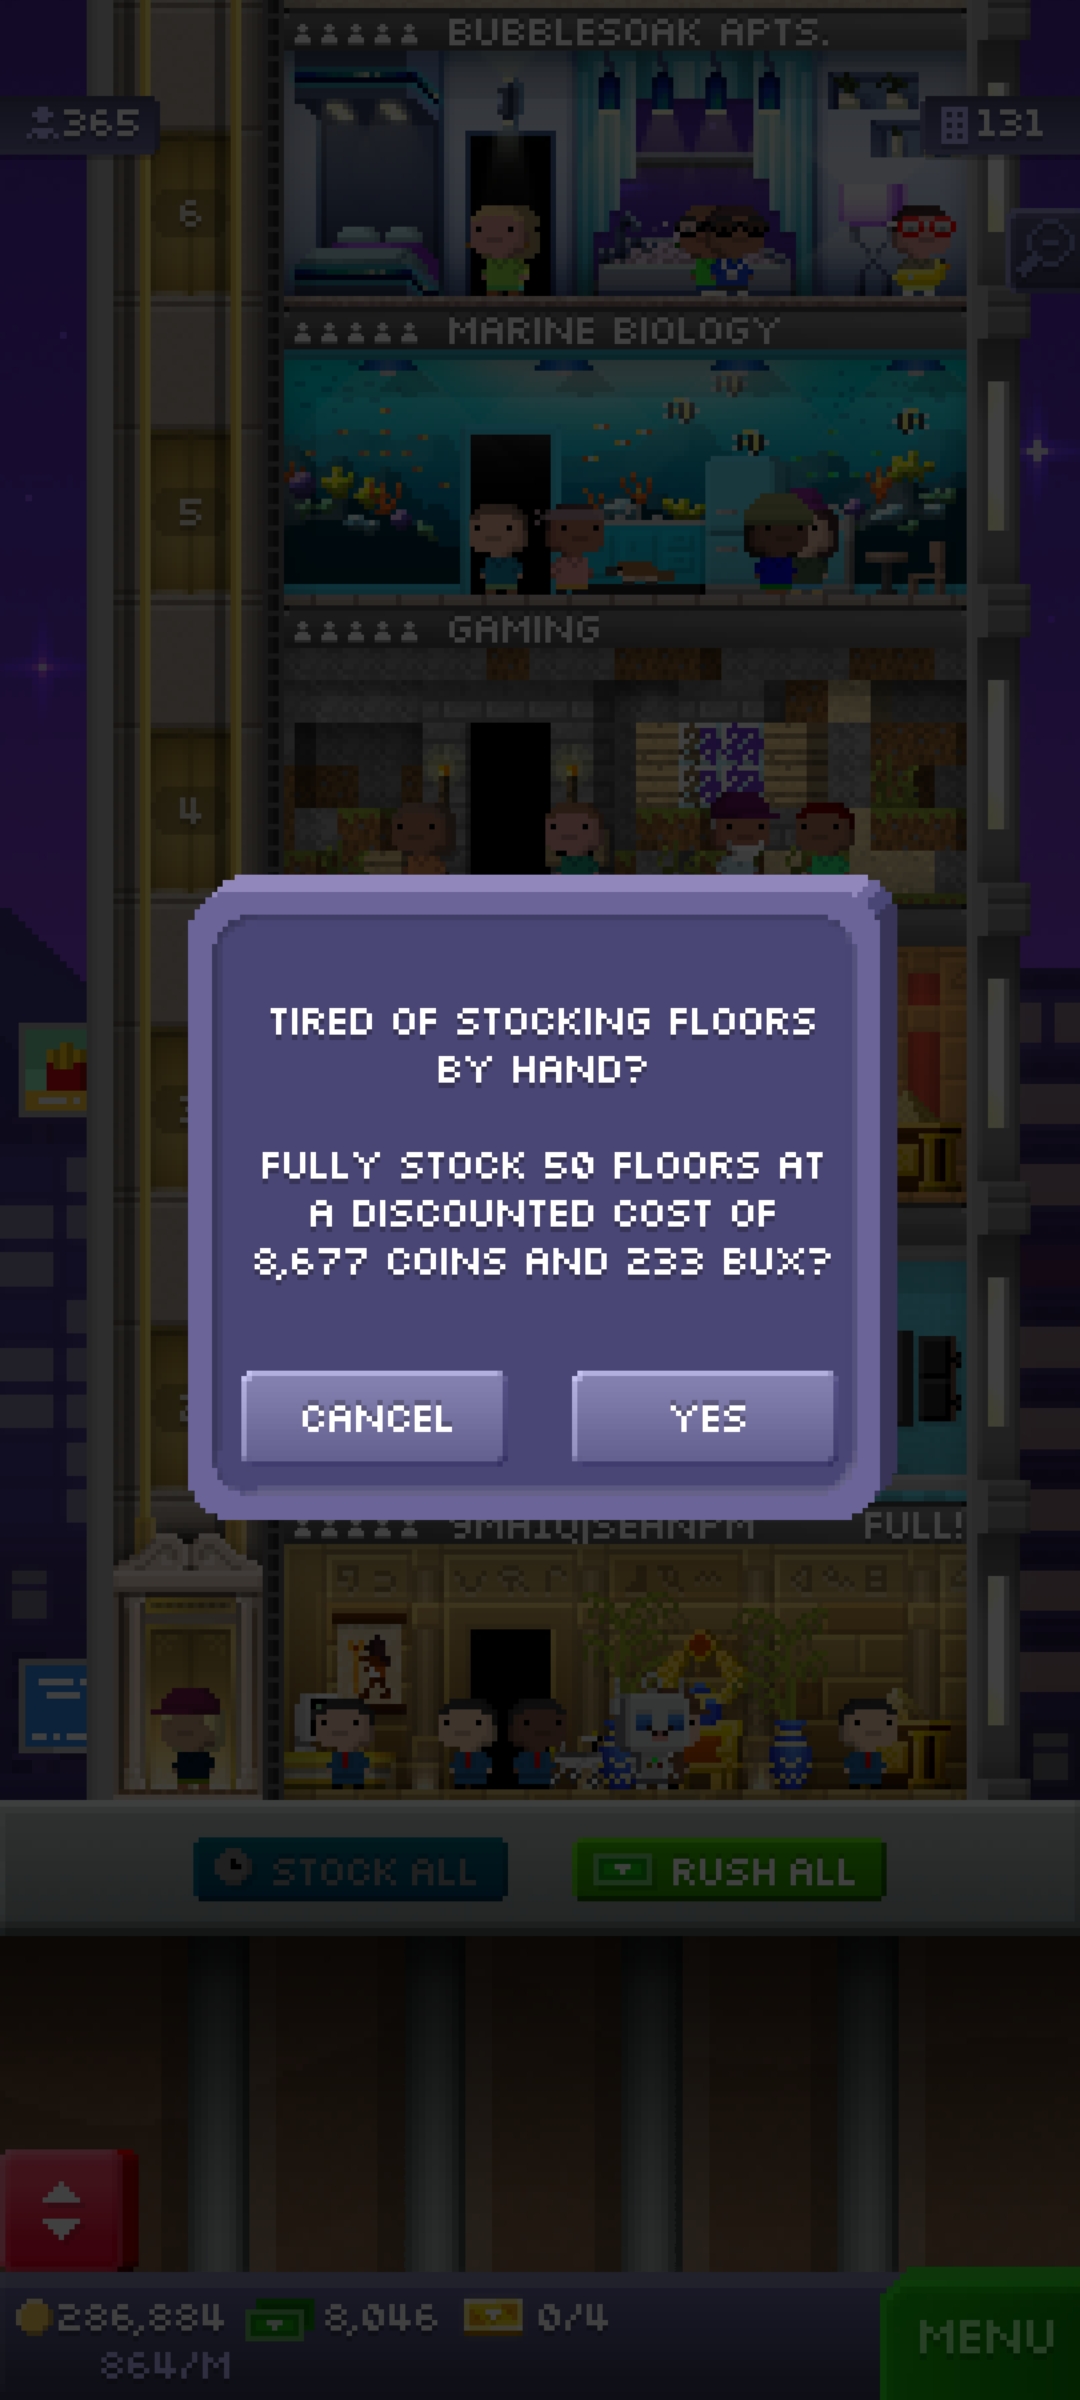 BUBBLESOAK APTS.
365
131
6
MARINE BIOLOGY
5
GAMING
4
TIRED OF STOCKING FLOORS
BY HAND?
FULLY STOCK 50 FLOORS AT
A DISCOUNTED COST OF
8,677 COINS AND 233 BUX?
CANCEL
YES
FULL!
STOCK ALL
RUSH ALL
286,884
8,046
0/4
864/M
MENU